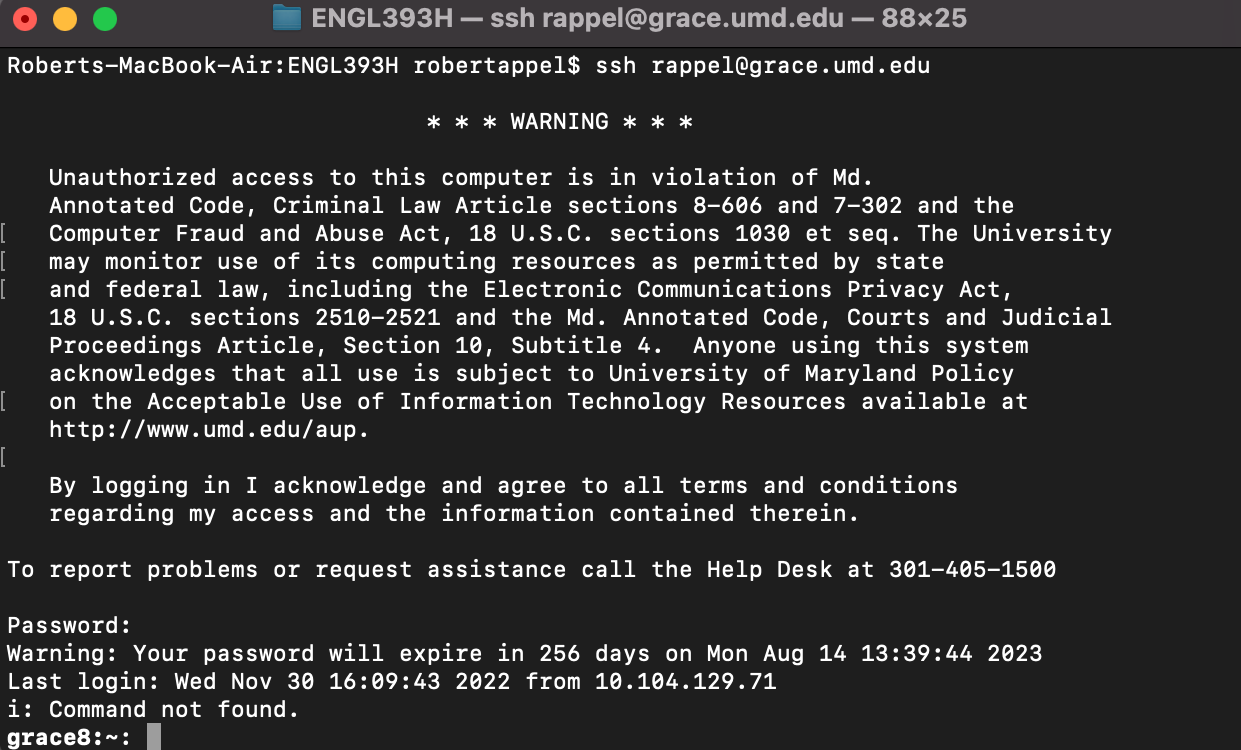 ENGL393H — ssh rappel@grace.umd.edu — 88×25
Roberts-MacBook-Air:ENGL393H robertappel$ ssh rappel@grace.umd.edu
* * * WARNING * * *
Unauthorized access to this computer is in violation of Md.
Annotated Code, Criminal Law Article sections 8-606 and 7-302 and the
[ Computer Fraud and Abuse Act, 18 U.S.C. sections 1030 et seq. The University
[ may monitor use of its computing resources as permitted by state
[ and federal law, including the Electronic Communications Privacy Act,
18 U.S.C. sections 2510-2521 and the Md. Annotated Code, Courts and Judicial
Proceedings Article, Section 10, Subtitle 4.  Anyone using this system
acknowledges that all use is subject to University of Maryland Policy
[ on the Acceptable Use of Information Technology Resources available at
http://www.umd.edu/aup.
[
By logging in I acknowledge and agree to all terms and conditions
regarding my access and the information contained therein.
To report problems or request assistance call the Help Desk at 301-405-1500
Password:
Warning: Your password will expire in 256 days on Mon Aug 14 13:39:44 2023
Last login: Wed Nov 30 16:09:43 2022 from 10.104.129.71
i: Command not found.
grace8:~: